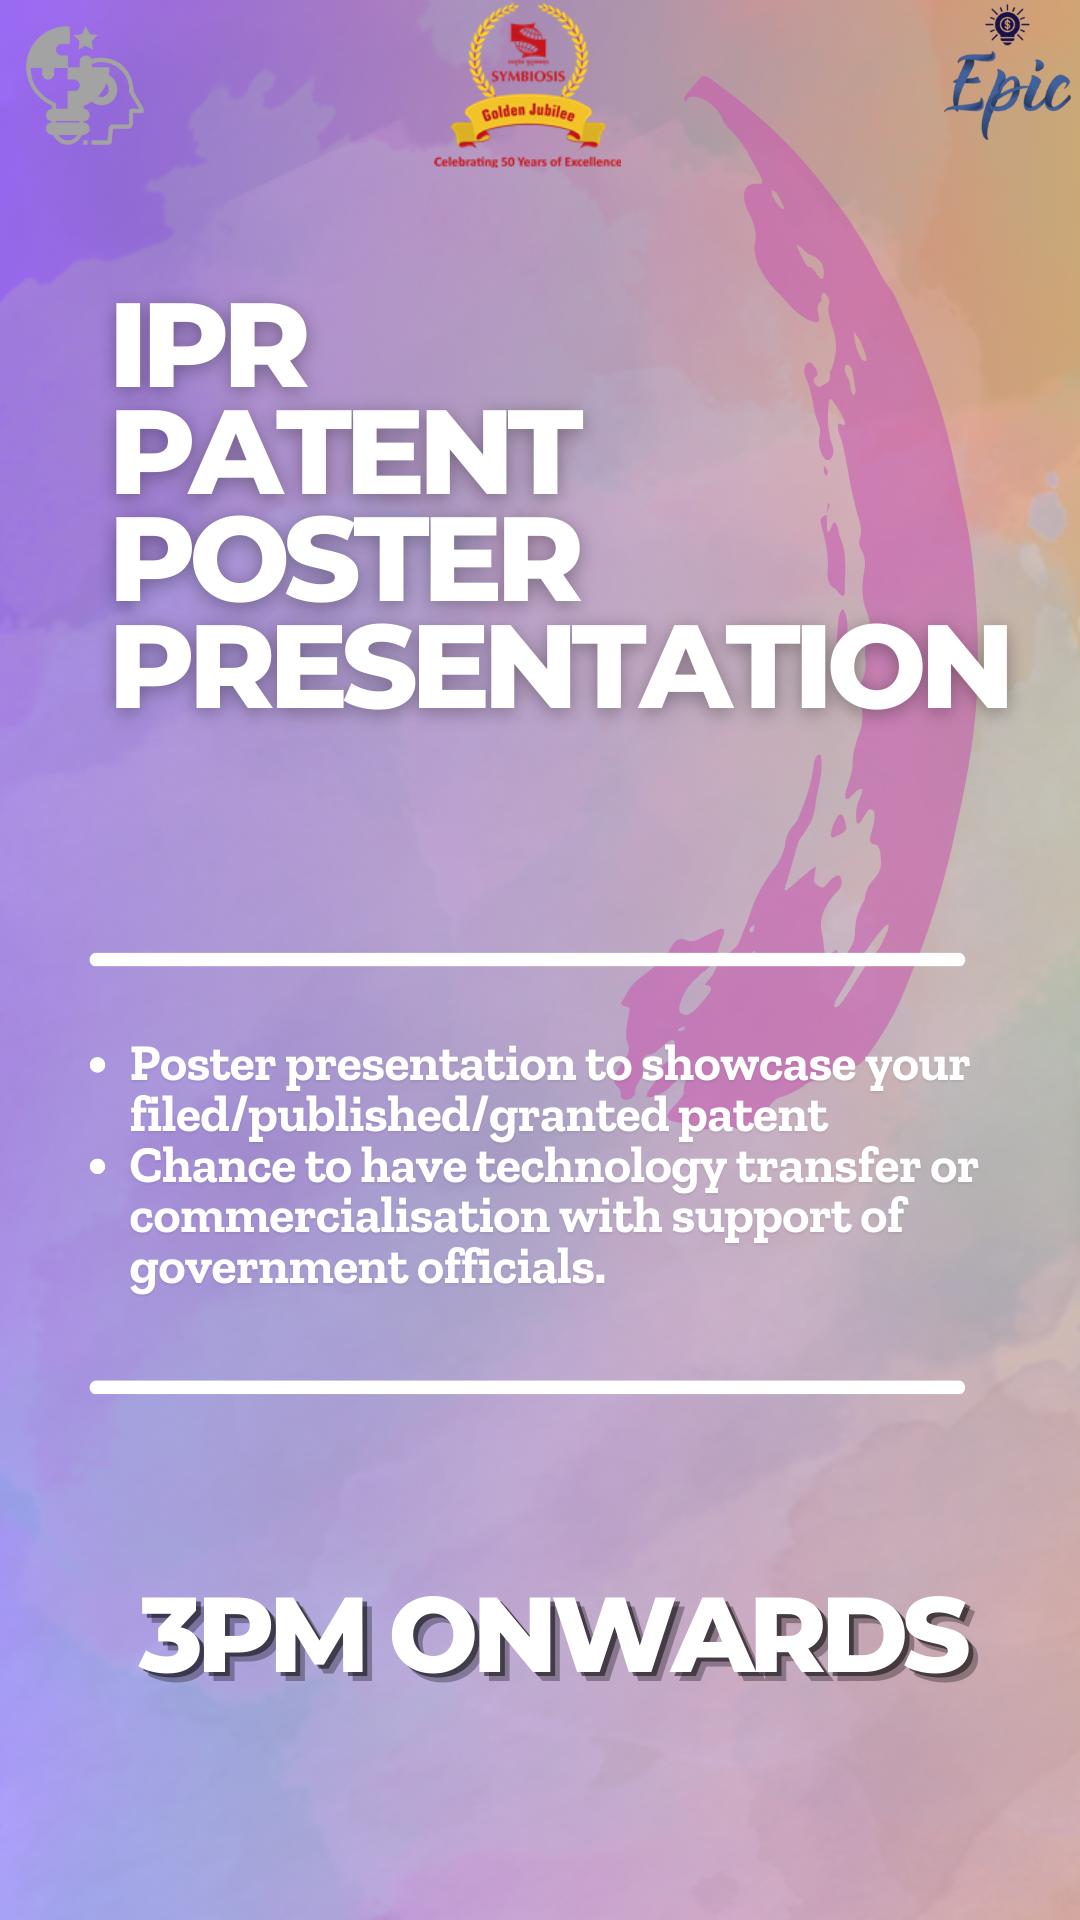 SYMBIOSIS
Golden Jubilee
Celebrating 50 Years of Excellence
Epic
IPR
PATENT
POSTER
PRESENTATION
• Poster presentation to showcase your
filed/published/granted patent
• Chance to have technology transfer or
commercialisation with support of
government officials.
3PM ONWARDS